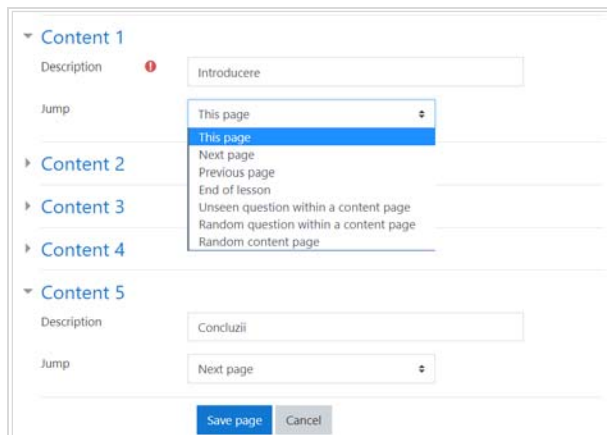 Content 1
Description
Introducere
Jump
This page
This page
Next page
Previous page
End of lesson
Unseen question within a content page
Random question within a content page
Random content page
Content 2
Content 3
Content 4
Content 5
Description
Concluzii
Jump
Next page
Save page Cancel